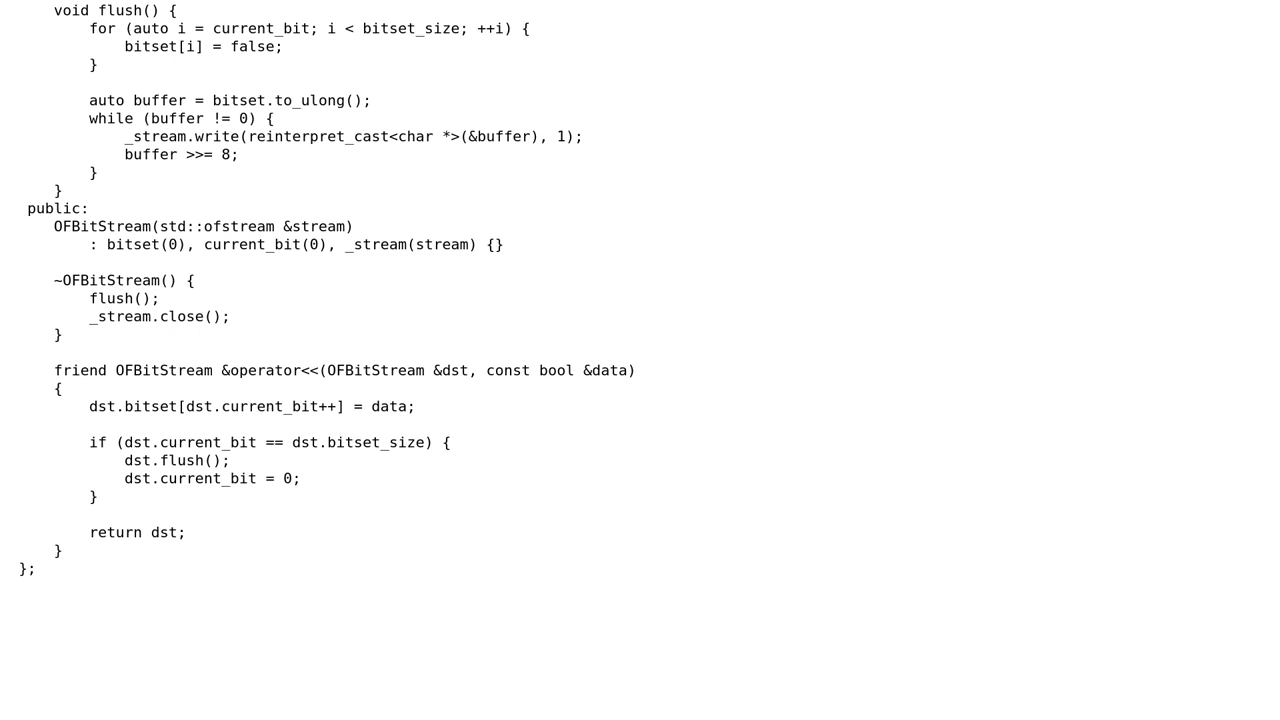 void flush() {
for (auto i = current_bit; i < bitset_size; ++i) {
bitset[i] = false;
}
auto buffer = bitset.to_ulong();
while (buffer != 0) {
_stream.write(reinterpret_cast<char *>(&buffer), 1);
buffer >>= 8;
}
}
public:
OFBitStream(std::ofstream &stream)
: bitset(0), current_bit(0), _stream(stream) {}
~OFBitStream() {
flush();
_stream.close();
}
friend OFBitStream &operator<<(OFBitStream &dst, const bool &data)
{
dst.bitset[dst.current_bit++] = data;
if (dst.current_bit == dst.bitset_size) {
dst.flush();
dst.current_bit = 0;
}
return dst;
}
};